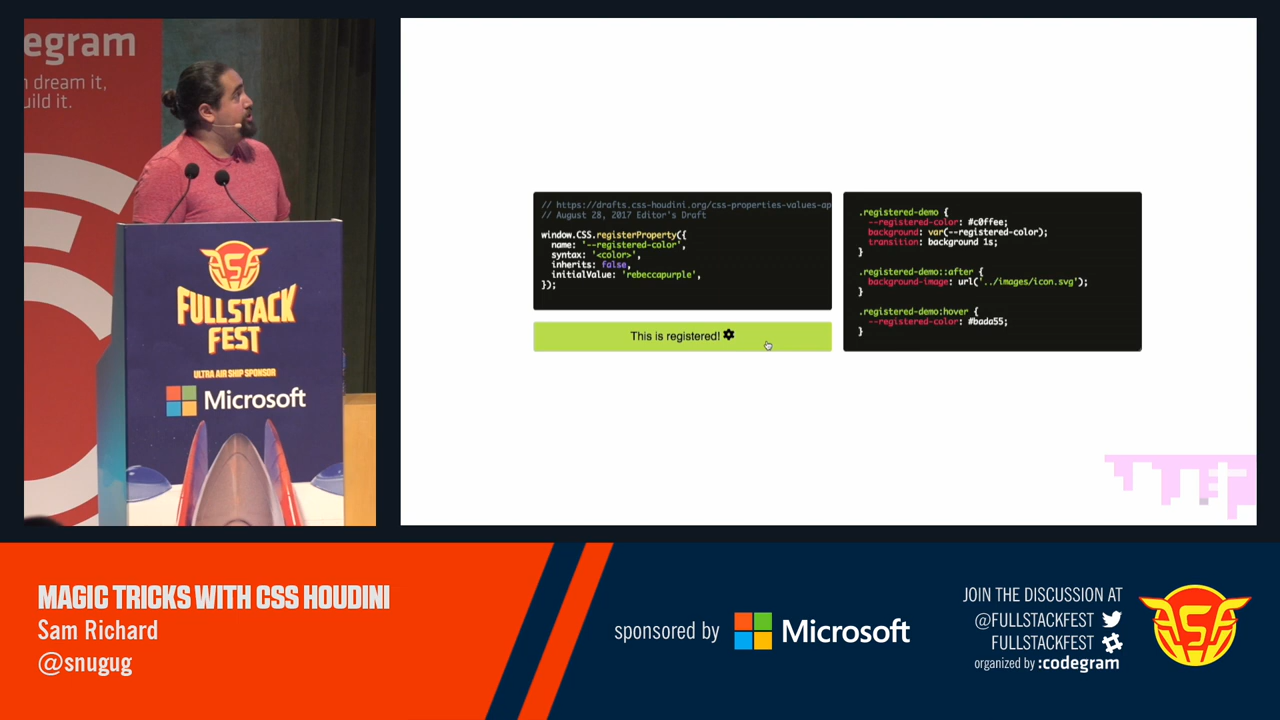 egram
n dream it,
uild it.
FULLSTACK
FEST
ULTRA AIR SHIP SPONSOR
Microsoft
// https://drafts.css-houdini.org/css-properties-values-ap
// August 28, 2017 Editor's Draft
window.CSS.registerProperty({
name: '--registered-color',
syntax: '<color>',
inherits: false,
initialValue: 'rebeccapurple',
});
This is registered!
.registered-demo {
--registered-color: #c0ffee;
background: var(--registered-color);
transition: background 1s;
}
.registered-demo::after {
background-image: url('../images/icon.svg');
}
.registered-demo:hover {
--registered-color: #bada55;
}
MAGIC TRICKS WITH CSS HOUDINI
Sam Richard
@snugug
sponsored by Microsoft
JOIN THE DISCUSSION AT
@FULLSTACKFEST
FULLSTACKFEST
organized by :codegram